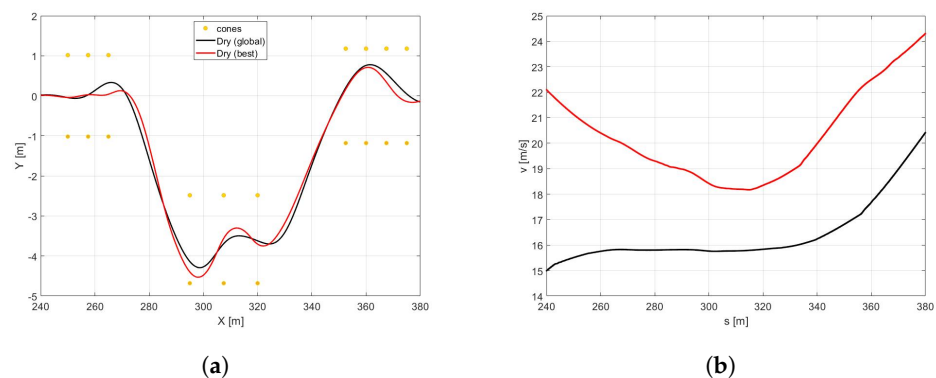 2
1
0
-1
-2
-3
-4
-5
Y [m]
cones
Dry (global)
Dry (best)
240 260 280 300 320 340 360 380
X [m]
(a)
25
24
23
22
21
20
19
18
17
16
15
14
v [m/s]
240 260 280 300 320 340 360 380
s [m]
(b)